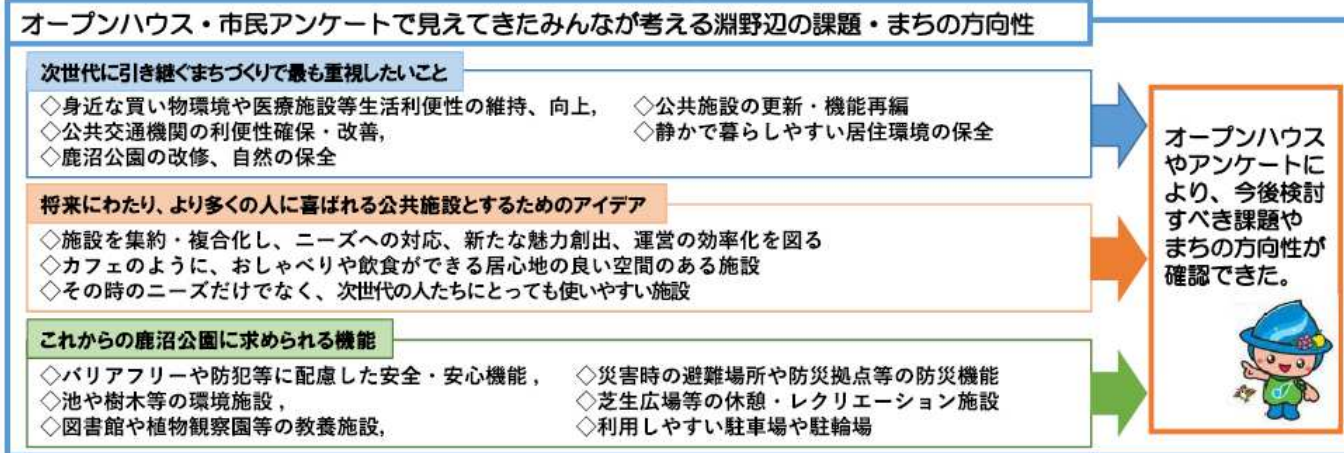 オープンハウス・市民アンケートで見えてきたみんなが考える淵野辺の課題・まちの方向性
次世代に引き継ぐまちづくりで最も重視したいこと
◇身近な買い物環境や医療施設等生活利便性の維持、向上, ◇公共施設の更新・機能再編
◇公共交通機関の利便性確保・改善, ◇静かで暮らしやすい居住環境の保全
◇鹿沼公園の改修、自然の保全
将来にわたり、より多くの人に喜ばれる公共施設とするためのアイデア
◇施設を集約・複合化し、ニーズへの対応、新たな魅力創出、運営の効率化を図る
◇カフェのように、おしゃべりや飲食ができる居心地の良い空間のある施設
◇その時のニーズだけでなく、次世代の人たちにとっても使いやすい施設
これからの鹿沼公園に求められる機能
◇バリアフリーや防犯等に配慮した安全・安心機能, ◇災害時の避難場所や防災拠点等の防災機能
◇池や樹木等の環境施設, ◇芝生広場等の休憩・レクリエーション施設
◇図書館や植物観察園等の教養施設, ◇利用しやすい駐車場や駐輪場
オープンハウス
やアンケートに
より、今後検討
すべき課題や
まちの方向性が
確認できた。